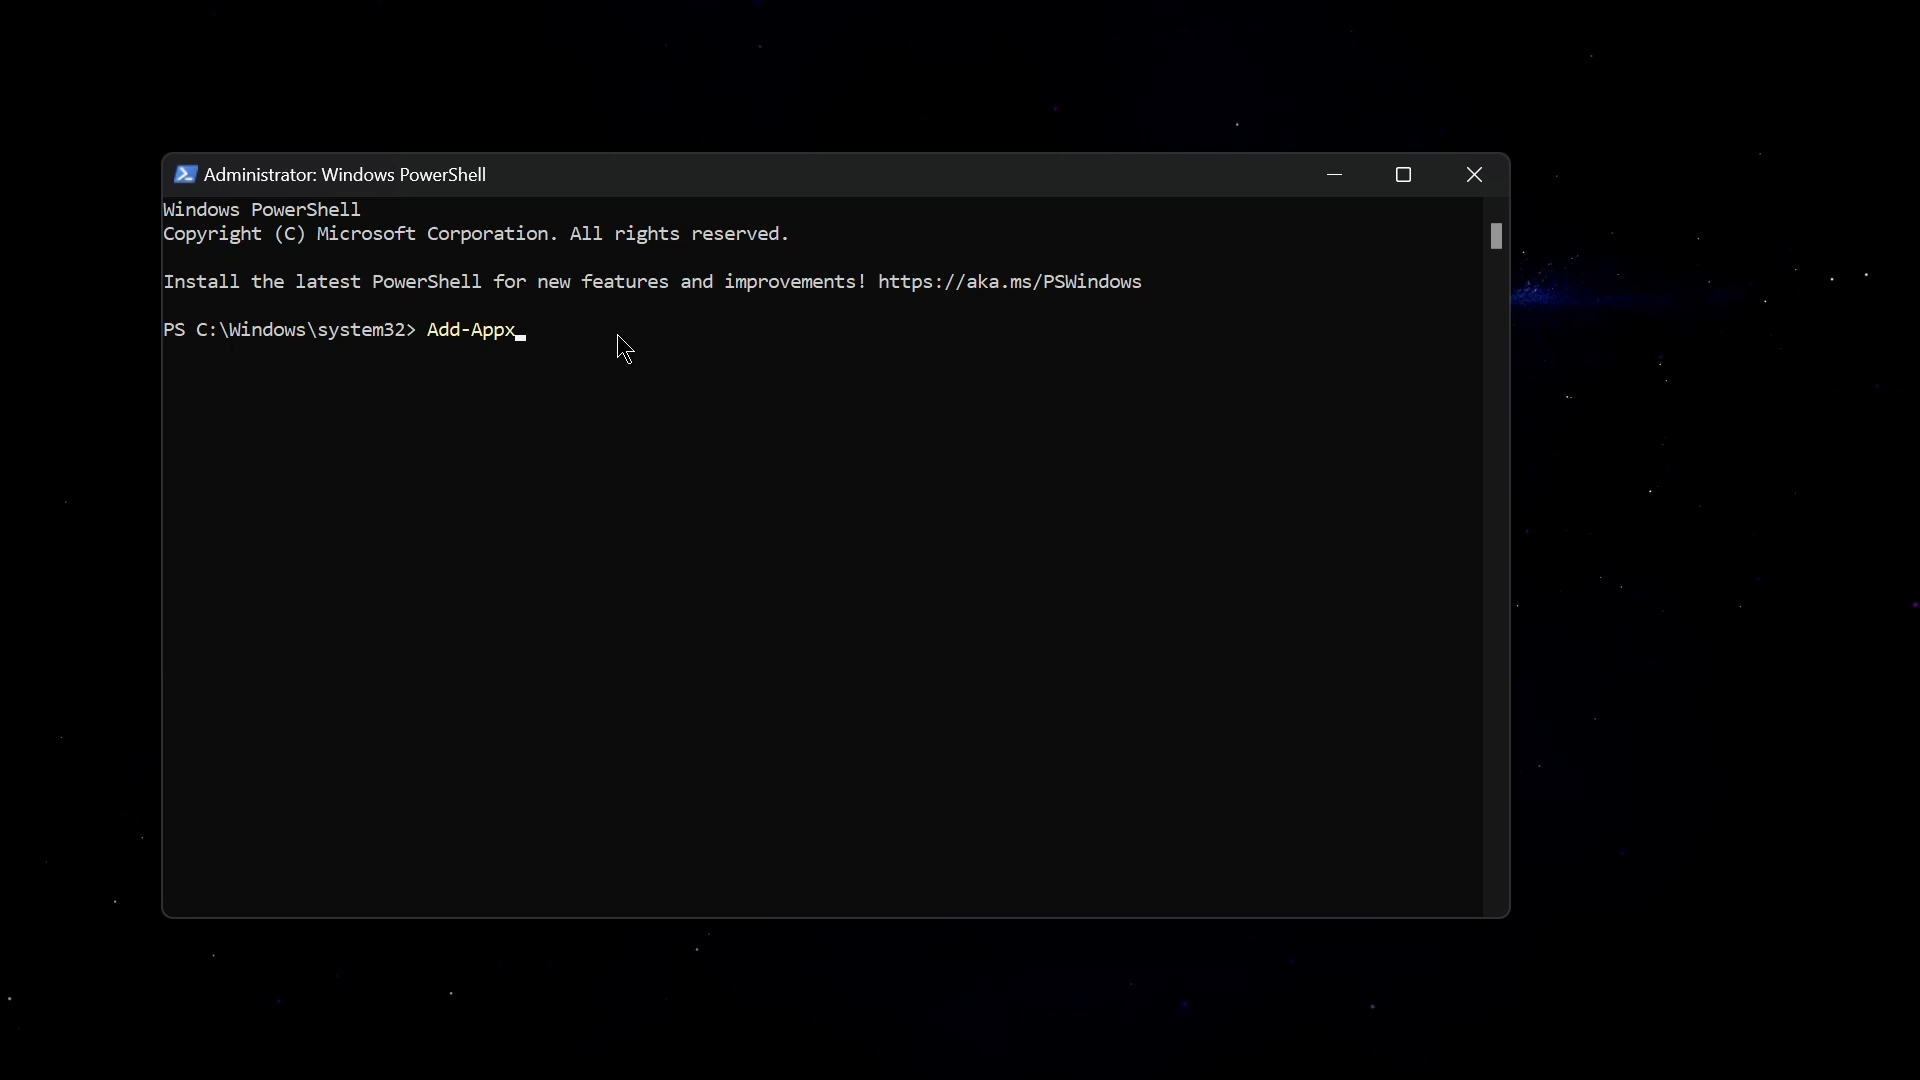 Administrator: Windows PowerShell
Windows PowerShell
Copyright (C) Microsoft Corporation. All rights reserved.
Install the latest PowerShell for new features and improvements! https://aka.ms/PSWindows
PS C:\Windows\system32> Add-Appx